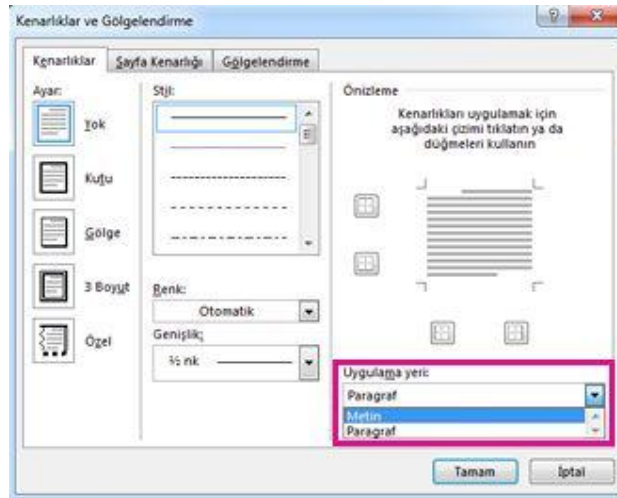 Kenarlıklar ve Gölgelendirme
Kenarlıklar
Sayfa Kenarlığı
Gölgelendirme
Ayar:
Yok
Kutu
Gölge
3 Boyut
Özel
Stil:
Renk:
Otomatik
Genişlik:
½ nk
Önizleme
Kenarlıkları uygulamak için
aşağıdaki çizimi tıklatın ya da
düğmeleri kullanın
Uygulama yeri:
Paragraf
Metin
Paragraf
Tamam
İptal